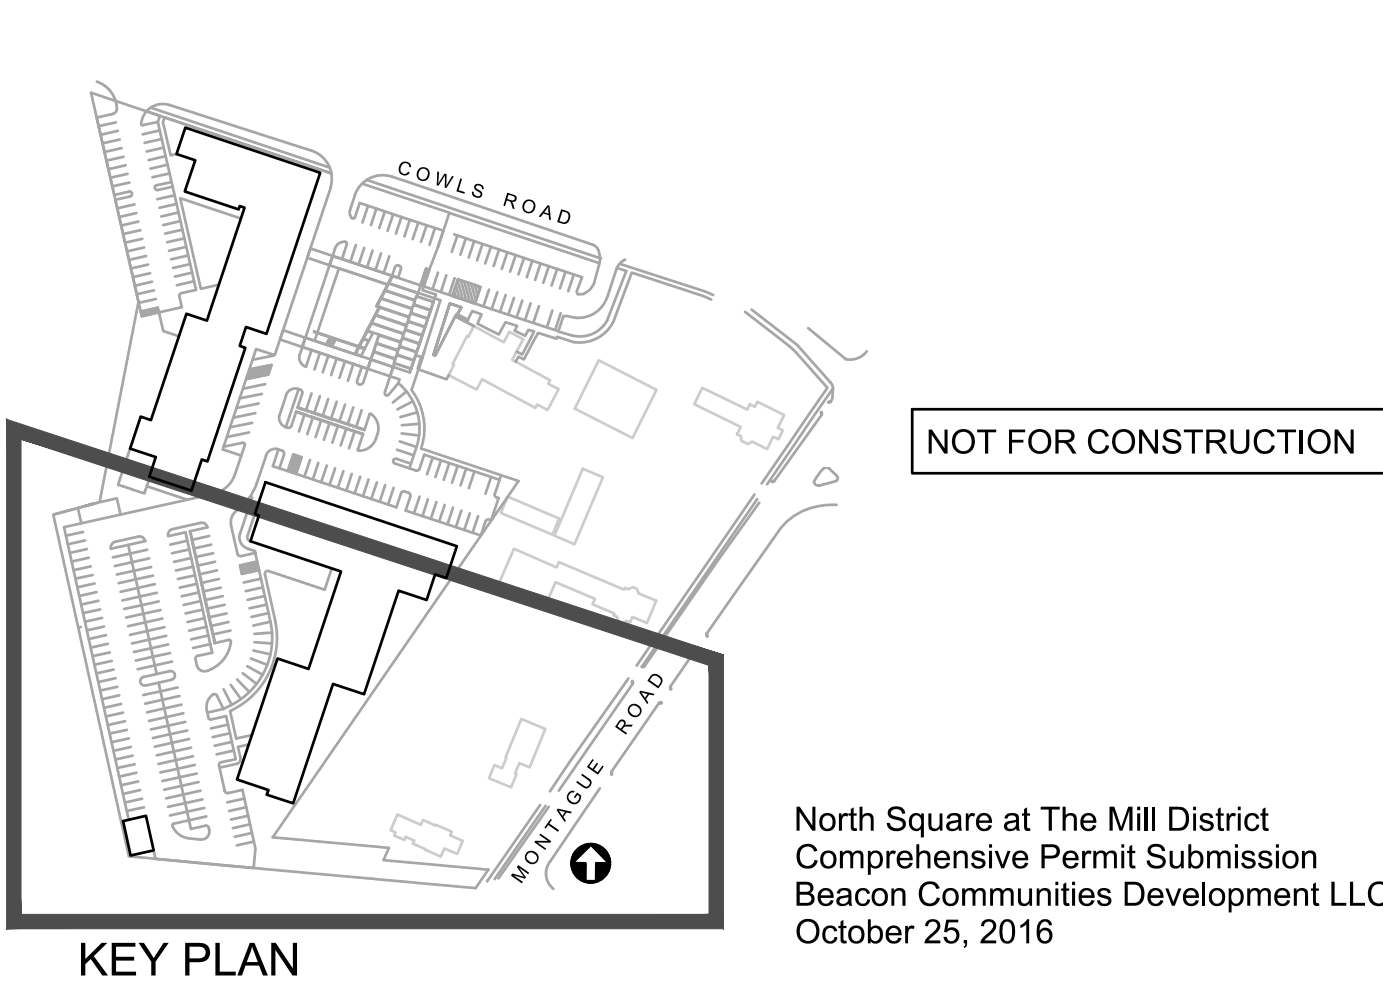 COWLS ROAD
NOT FOR CONSTRUCTION
MONTAGUE ROAD
North Square at The Mill District
Comprehensive Permit Submission
Beacon Communities Development LLC
October 25, 2016
KEY PLAN